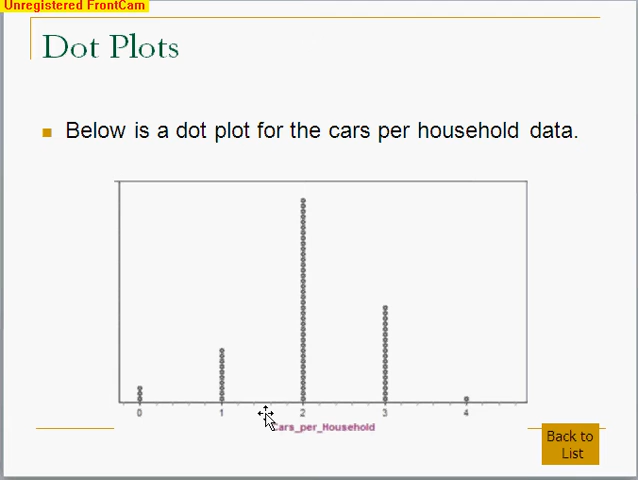 Unregistered FrontCam
Dot Plots
Below is a dot plot for the cars per household data.
0 1 2 3 4
Cars_per_Household
Back to
List